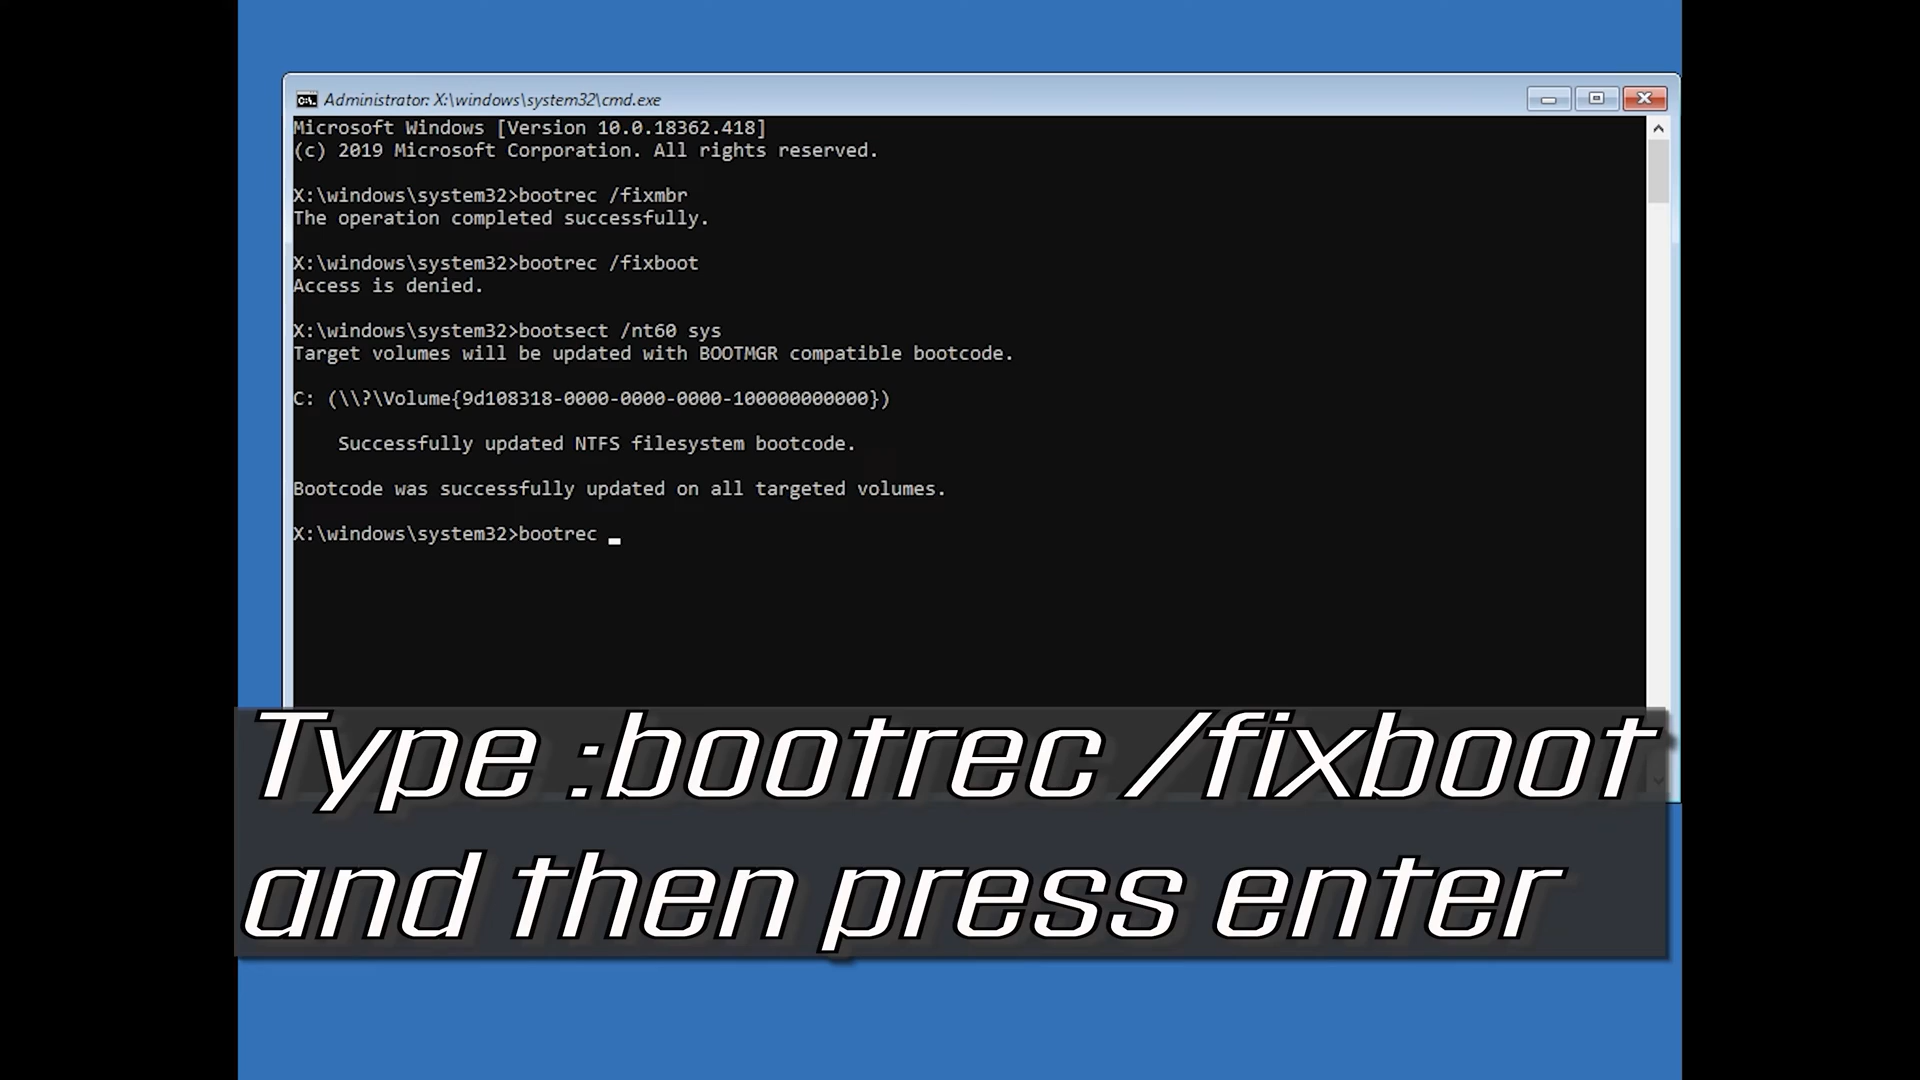 Administrator: X:\windows\system32\cmd.exe
Microsoft Windows [Version 10.0.18362.418]
(c) 2019 Microsoft Corporation. All rights reserved.
X:\windows\system32>bootrec /fixmbr
The operation completed successfully.
X:\windows\system32>bootrec /fixboot
Access is denied.
X:\windows\system32>bootsect /nt60 sys
Target volumes will be updated with BOOTMGR compatible bootcode.
C: (\\?\Volume{9d108318-0000-0000-0000-100000000000})
Successfully updated NTFS filesystem bootcode.
Bootcode was successfully updated on all targeted volumes.
X:\windows\system32>bootrec _
Type :bootrec /fixboot
and then press enter